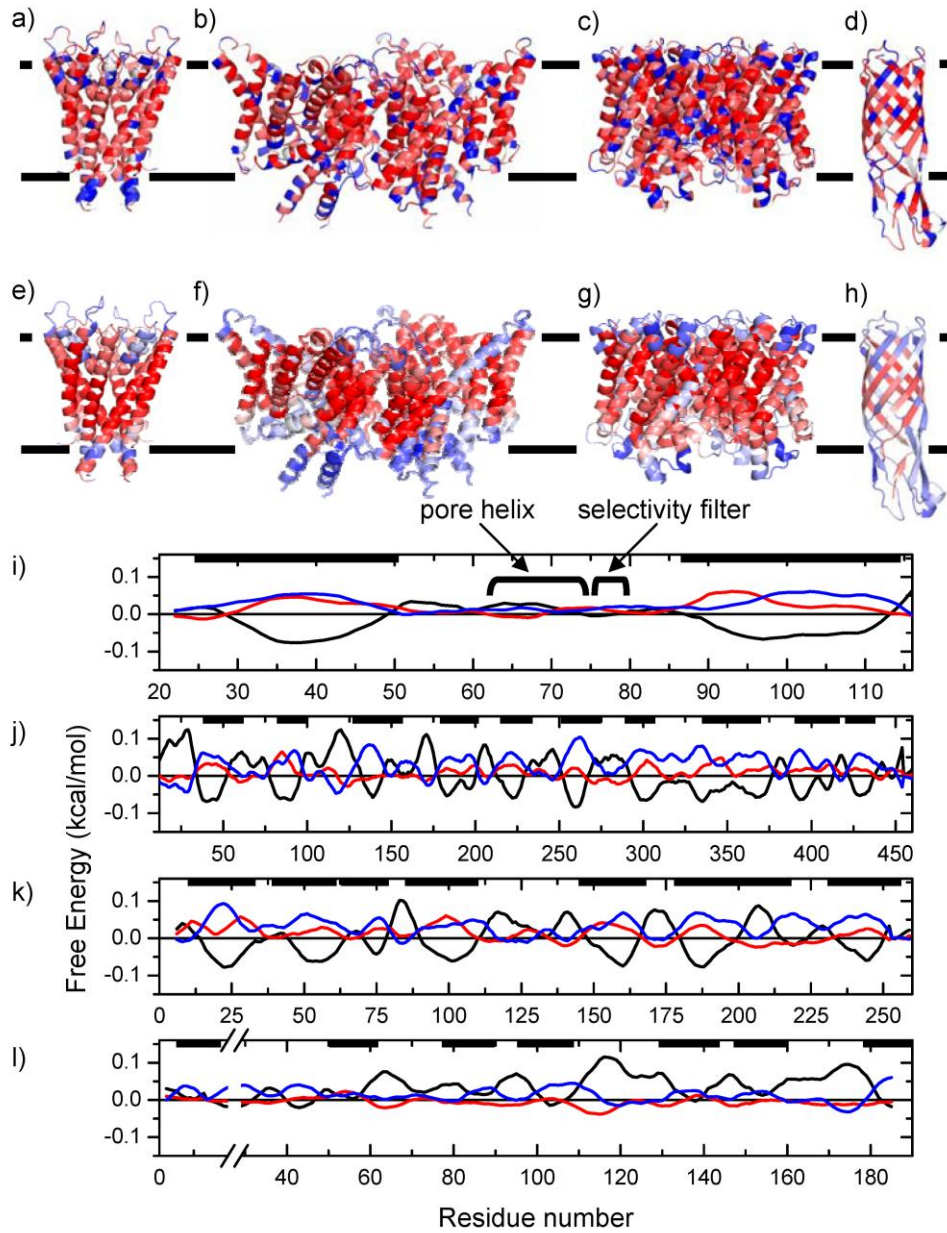 a) b) c) d)
e) f) g) h)
pore helix selectivity filter
i)
0.1
0.0
-0.1
20 30 40 50 60 70 80 90 100 110
j)
0.1
0.0
-0.1
50 100 150 200 250 300 350 400 450
k)
0.1
0.0
-0.1
0 25 50 75 100 125 150 175 200 225 250
l)
0.1
0.0
-0.1
0 40 60 80 100 120 140 160 180
Free Energy (kcal/mol)
Residue number